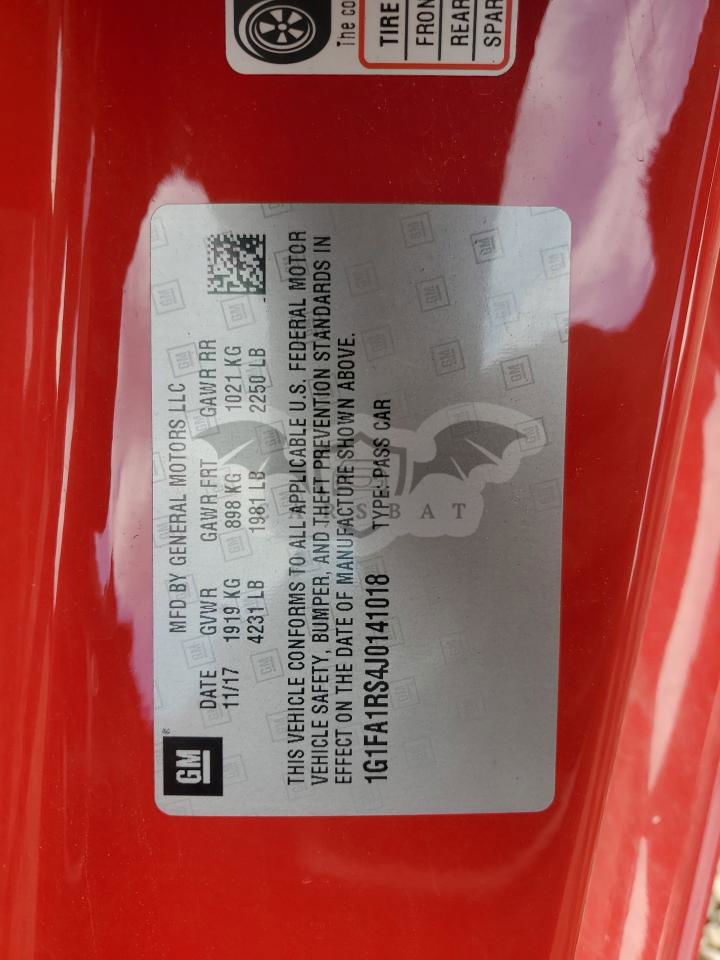 GM
®
MFD BY GENERAL MOTORS LLC
DATE GVWR GAWR FRT GAWR RR
11/17 1919 KG 898 KG 1021 KG
4231 LB 1981 LB 2250 LB
THIS VEHICLE CONFORMS TO ALL APPLICABLE U.S. FEDERAL MOTOR
VEHICLE SAFETY, BUMPER, AND THEFT PREVENTION STANDARDS IN
EFFECT ON THE DATE OF MANUFACTURE SHOWN ABOVE.
1G1FA1RS4J0141018 TYPE: PASS CAR
CARSBAT
The co
TIRE
FRON
REAR
SPAR